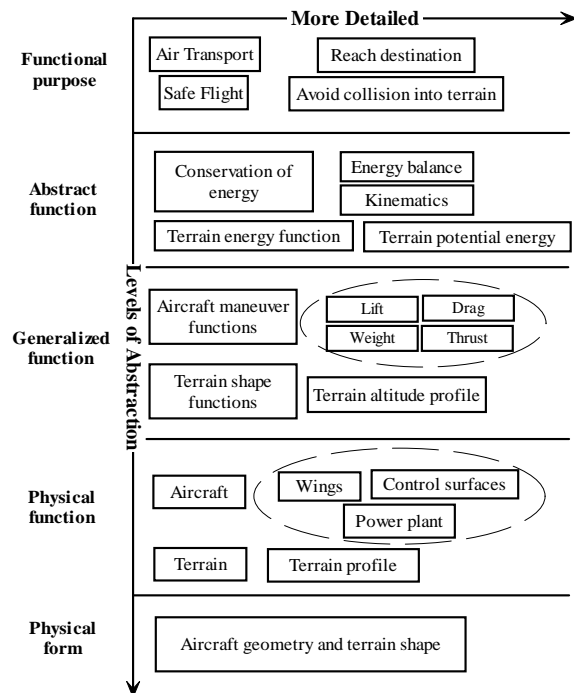 More Detailed
Functional
purpose
Air Transport
Reach destination
Safe Flight
Avoid collision into terrain
Abstract
function
Conservation of
energy
Energy balance
Kinematics
Terrain energy function
Terrain potential energy
Levels of Abstraction
Generalized
function
Aircraft maneuver
functions
Lift
Drag
Weight
Thrust
Terrain shape
functions
Terrain altitude profile
Physical
function
Aircraft
Wings
Control surfaces
Power plant
Terrain
Terrain profile
Physical
form
Aircraft geometry and terrain shape